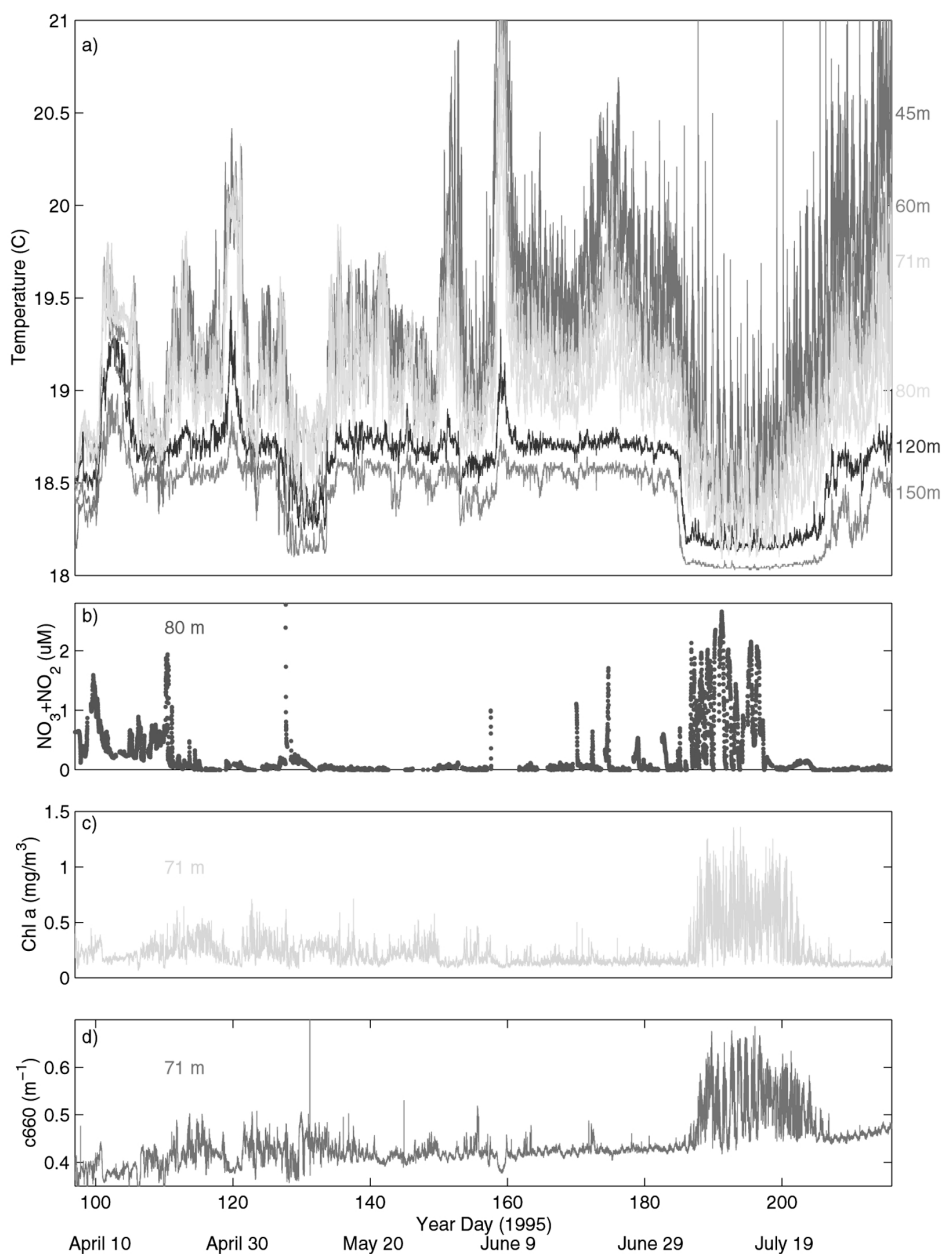 a)
21
20.5
20
19.5
19
18.5
18
Temperature (C)
45m
60m
71m
80m
120m
150m
b)
80 m
2
1
0
NO3+NO2 (uM)
c)
71 m
1.5
1
0.5
0
Chl a (mg/m³)
d)
71 m
0.6
0.5
0.4
c660 (m⁻¹)
100 120 140 160 180 200
Year Day (1995)
April 10 April 30 May 20 June 9 June 29 July 19